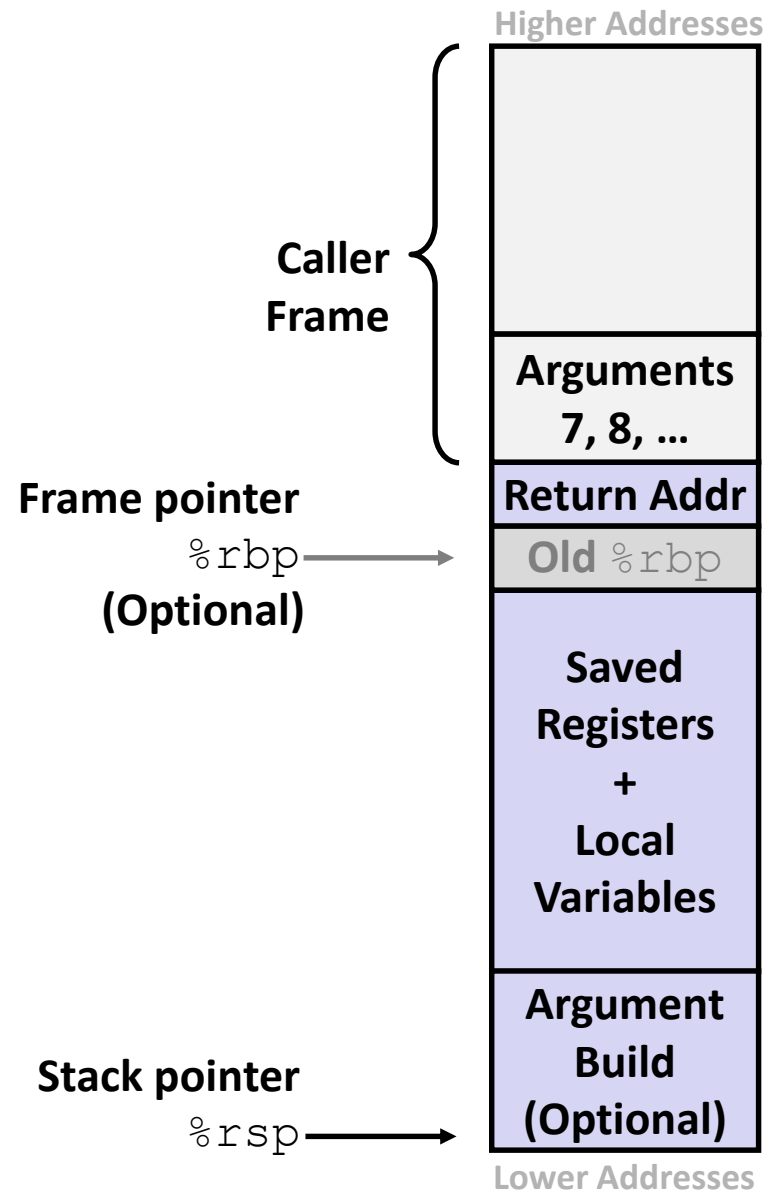 Higher Addresses
Caller
Frame
Arguments
7, 8, …
Return Addr
Frame pointer
%rbp
(Optional)
Old %rbp
Saved
Registers
+
Local
Variables
Argument
Build
(Optional)
Stack pointer
%rsp
Lower Addresses